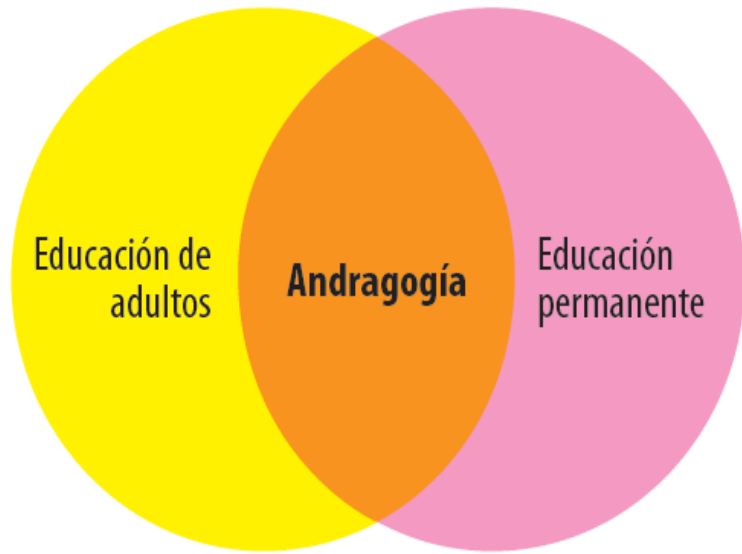 Educación de
adultos
Andragogía
Educación
permanente